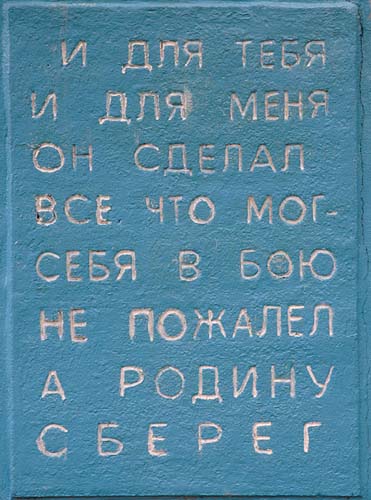 И ДЛЯ ТЕБЯ
И ДЛЯ МЕНЯ
ОН СДЕЛАЛ
ВСЕ ЧТО МОГ-
СЕБЯ В БОЮ
НЕ ПОЖАЛЕЛ
А РОДИНУ
СБЕРЕГ